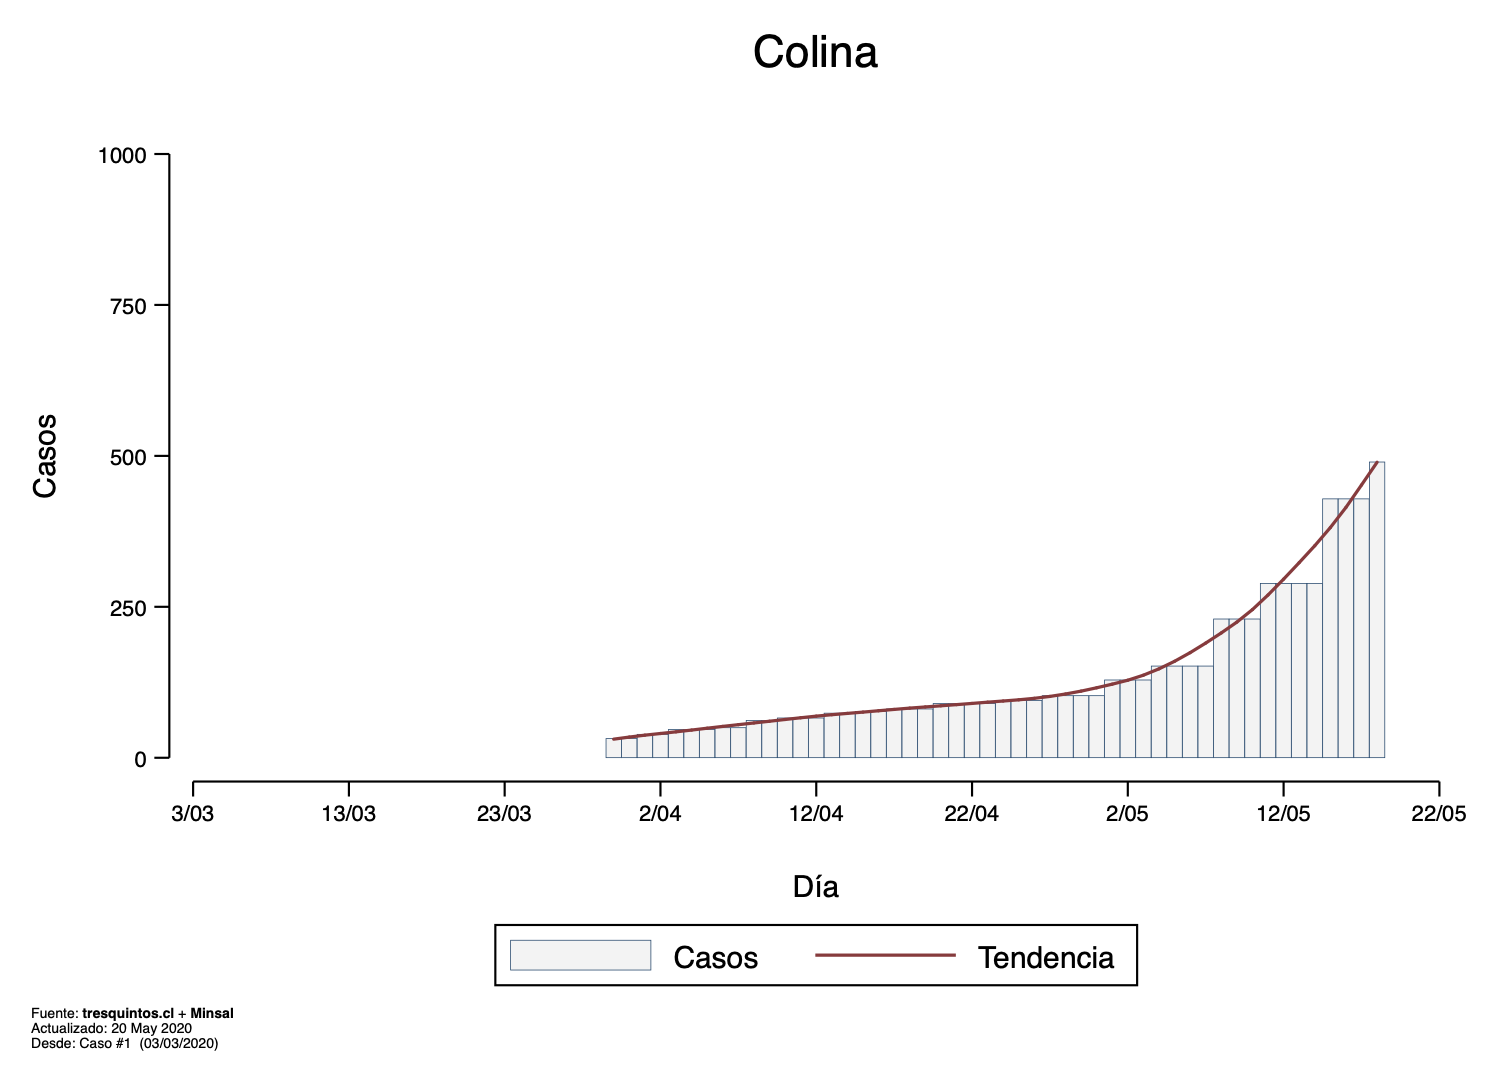 Colina
1000
750
500
250
0
Casos
3/03 13/03 23/03 2/04 12/04 22/04 2/05 12/05 22/05
Día
Casos Tendencia
Fuente: tresquintos.cl + Minsal
Actualizado: 20 May 2020
Desde: Caso #1 (03/03/2020)